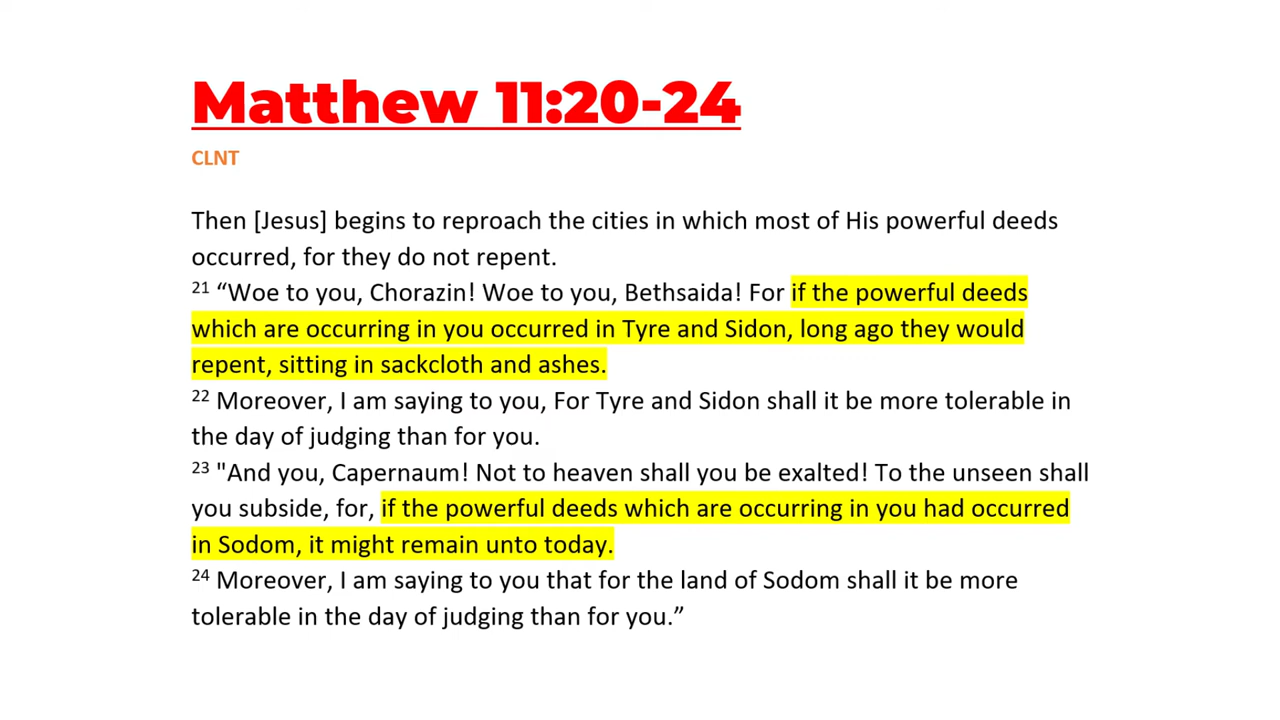 Matthew 11:20-24
CLNT
Then [Jesus] begins to reproach the cities in which most of His powerful deeds
occurred, for they do not repent.
21 “Woe to you, Chorazin! Woe to you, Bethsaida! For if the powerful deeds
which are occurring in you occurred in Tyre and Sidon, long ago they would
repent, sitting in sackcloth and ashes.
22 Moreover, I am saying to you, For Tyre and Sidon shall it be more tolerable in
the day of judging than for you.
23 "And you, Capernaum! Not to heaven shall you be exalted! To the unseen shall
you subside, for, if the powerful deeds which are occurring in you had occurred
in Sodom, it might remain unto today.
24 Moreover, I am saying to you that for the land of Sodom shall it be more
tolerable in the day of judging than for you.”